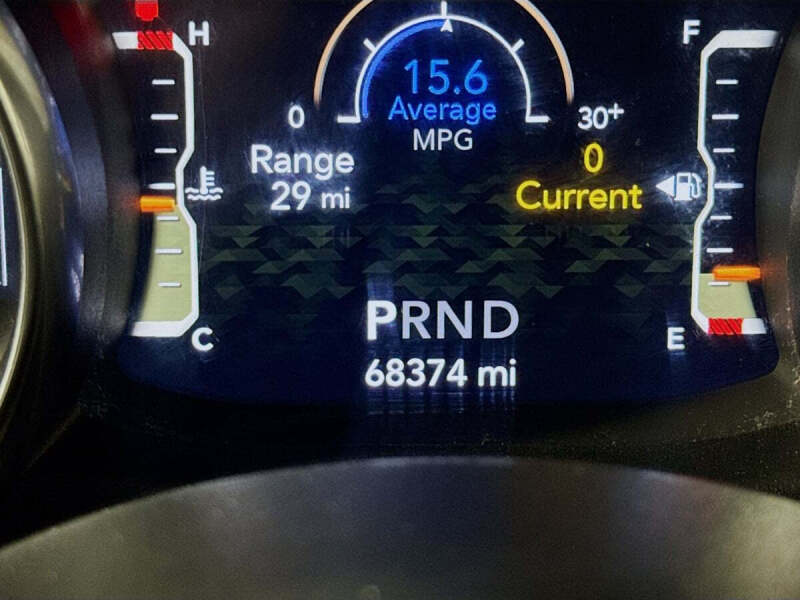 H
F
15.6
Average
MPG
0
30+
Range
29 mi
0
Current
PRND
C
E
68374 mi